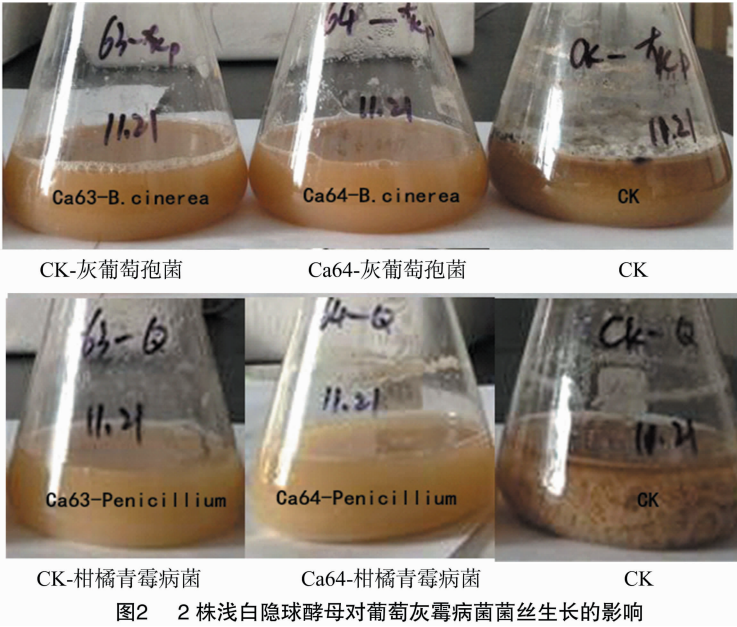 63-灰p 64-灰p CK-灰p
11.21 11.21 11.21
Ca63-B.cinerea Ca64-B.cinerea CK
CK-灰葡萄孢菌 Ca64-灰葡萄孢菌 CK
63-Q 64-Q CK-Q
11.21 11.21 11.21
Ca63-Penicillium Ca64-Penicillium CK
CK-柑橘青霉病菌 Ca64-柑橘青霉病菌 CK
图2 2株浅白隐球酵母对葡萄灰霉病菌菌丝生长的影响